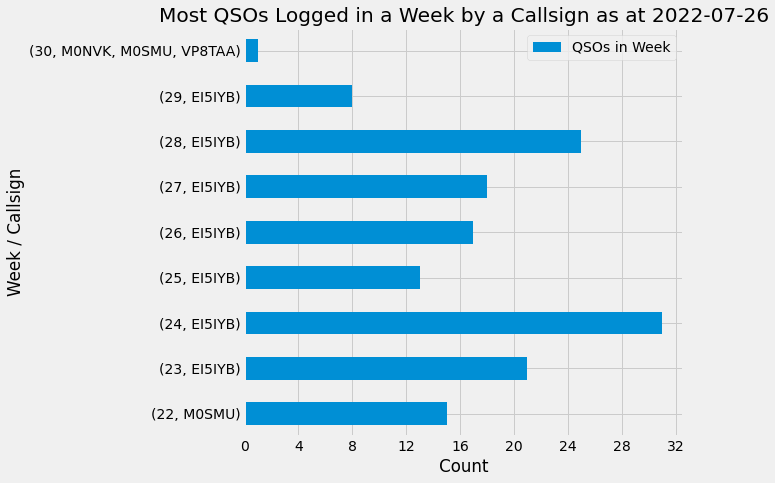 Most QSOs Logged in a Week by a Callsign as at 2022-07-26
QSOs in Week
(30, M0NVK, M0SMU, VP8TAA)
(29, EI5IYB)
(28, EI5IYB)
(27, EI5IYB)
(26, EI5IYB)
(25, EI5IYB)
(24, EI5IYB)
(23, EI5IYB)
(22, M0SMU)
Week / Callsign
0 4 8 12 16 20 24 28 32
Count